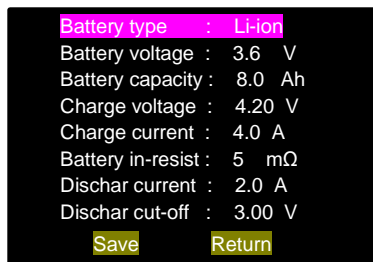 Battery type : Li-ion
Battery voltage : 3.6 V
Battery capacity : 8.0 Ah
Charge voltage : 4.20 V
Charge current : 4.0 A
Battery in-resist : 5 mΩ
Dischar current : 2.0 A
Dischar cut-off : 3.00 V
Save Return